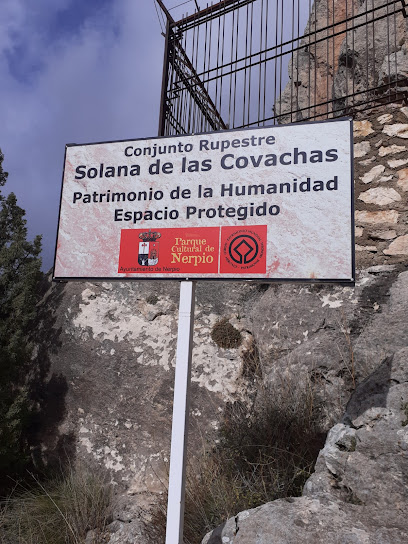 Conjunto Rupestre
Solana de las Covachas
Patrimonio de la Humanidad
Espacio Protegido
Parque
Cultural de
Nerpio
Ayuntamiento de Nerpio